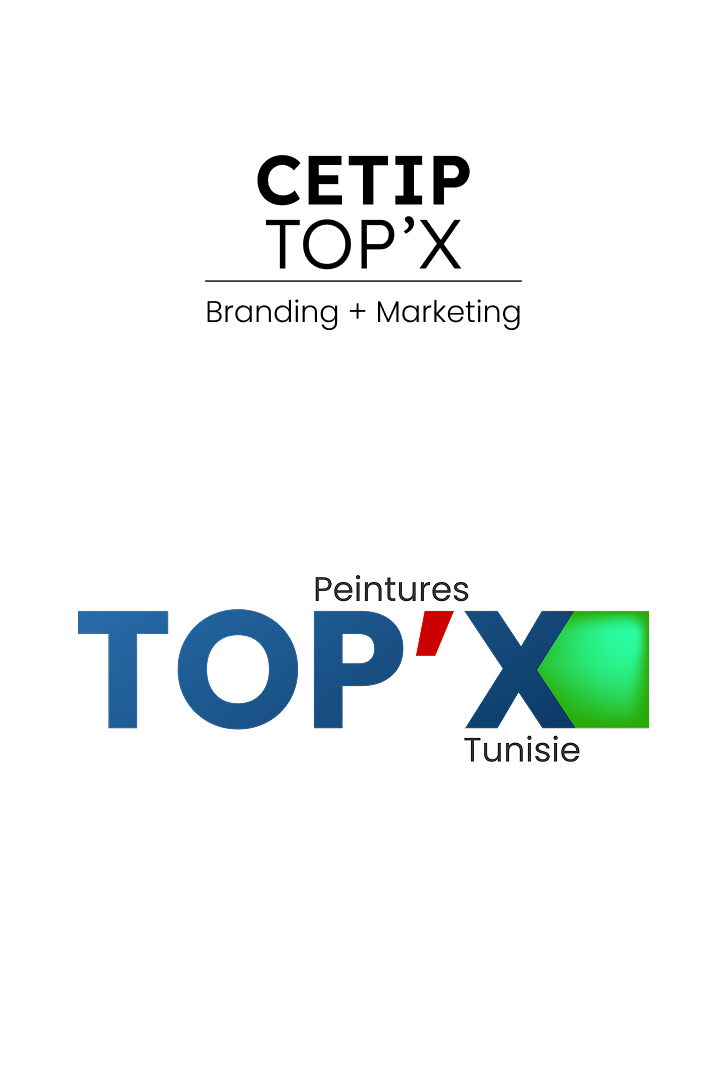 CETIP
TOP’X
Branding + Marketing
Peintures
TOP'X
Tunisie